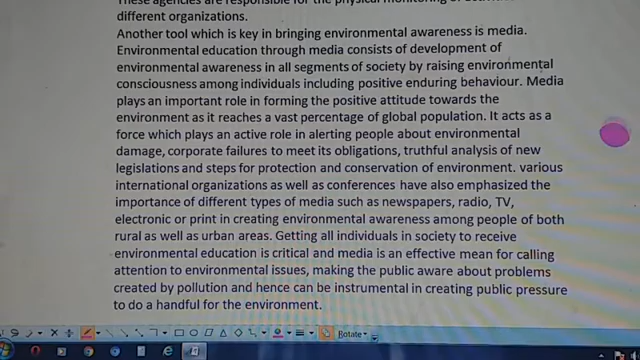 These agencies are responsible for the physical monitoring of
different organizations.
Another tool which is key in bringing environmental awareness is media.
Environmental education through media consists of development of
environmental awareness in all segments of society by raising environmental
consciousness among individuals including positive enduring behaviour. Media
plays an important role in forming the positive attitude towards the
environment as it reaches a vast percentage of global population. It acts as a
force which plays an active role in alerting people about environmental
damage, corporate failures to meet its obligations, truthful analysis of new
legislations and steps for protection and conservation of environment. various
international organizations as well as conferences have also emphasized the
importance of different types of media such as newspapers, radio, TV,
electronic or print in creating environmental awareness among people of both
rural as well as urban areas. Getting all individuals in society to receive
environmental education is critical and media is an effective mean for calling
attention to environmental issues, making the public aware about problems
created by pollution and hence can be instrumental in creating public pressure
to do a handful for the environment.
Rotate